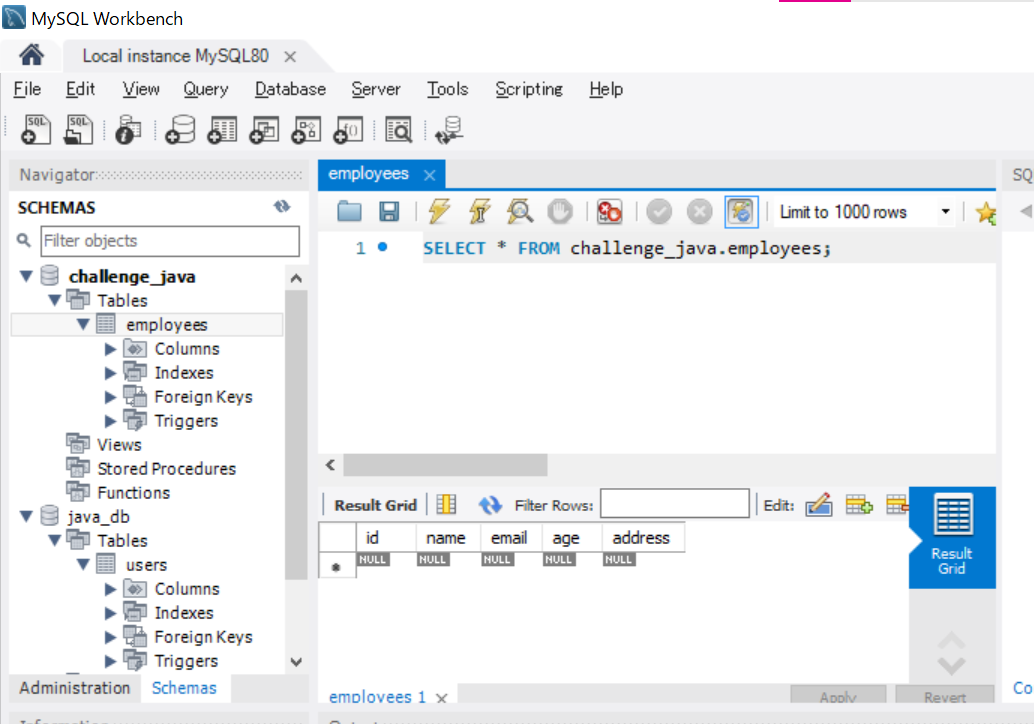 MySQL Workbench
Local instance MySQL80
File Edit View Query Database Server Tools Scripting Help
SQL SQL
Navigator
SCHEMAS
Filter objects
challenge_java
Tables
employees
Columns
Indexes
Foreign Keys
Triggers
Views
Stored Procedures
Functions
java_db
Tables
users
Columns
Indexes
Foreign Keys
Triggers
Administration Schemas
employees
SQ
Limit to 1000 rows
1 SELECT * FROM challenge_java.employees;
Result Grid Filter Rows: Edit:
id name email age address
NULL NULL NULL NULL NULL
Result
Grid
employees 1
Apply Revert
Co